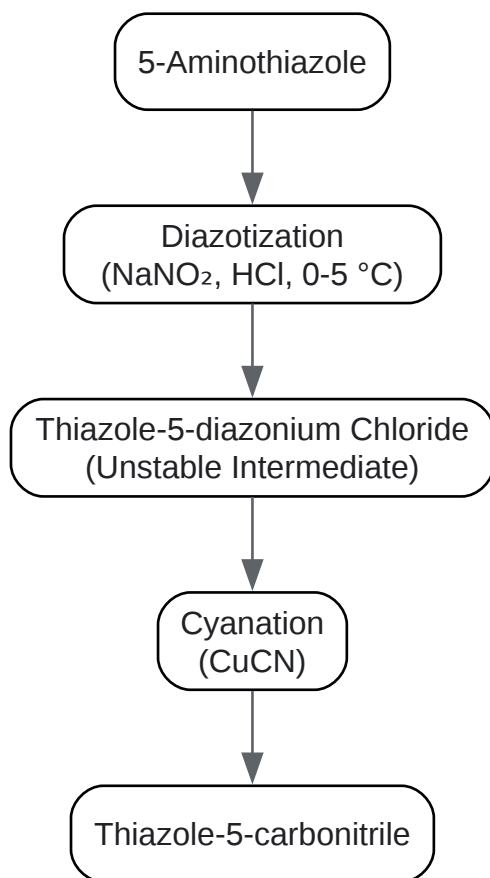 5-Aminothiazole
Diazotization
(NaNO₂, HCl, 0-5 °C)
Thiazole-5-diazonium Chloride
(Unstable Intermediate)
Cyanation
(CuCN)
Thiazole-5-carbonitrile